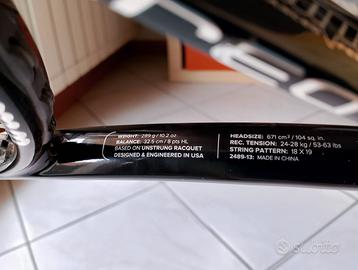 WEIGHT: 289 g / 10.2 oz
BALANCE: 32.5 cm / 8 pts HL
BASED ON UNSTRUNG RACQUET
DESIGNED & ENGINEERED IN USA
HEADSIZE: 671 cm² / 104 sq. in.
REC. TENSION: 24-28 kg / 53-63 lbs
STRING PATTERN: 18 X 19
2489-13: MADE IN CHINA
subito